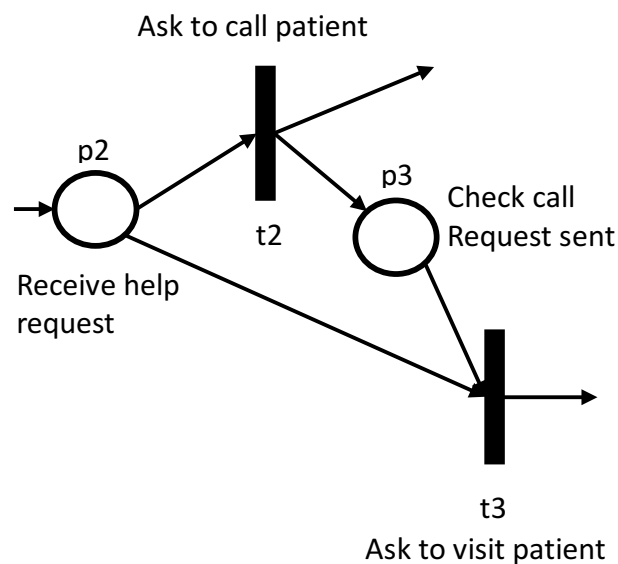 Ask to call patient
p2
p3
Check call
Request sent
t2
Receive help
request
t3
Ask to visit patient